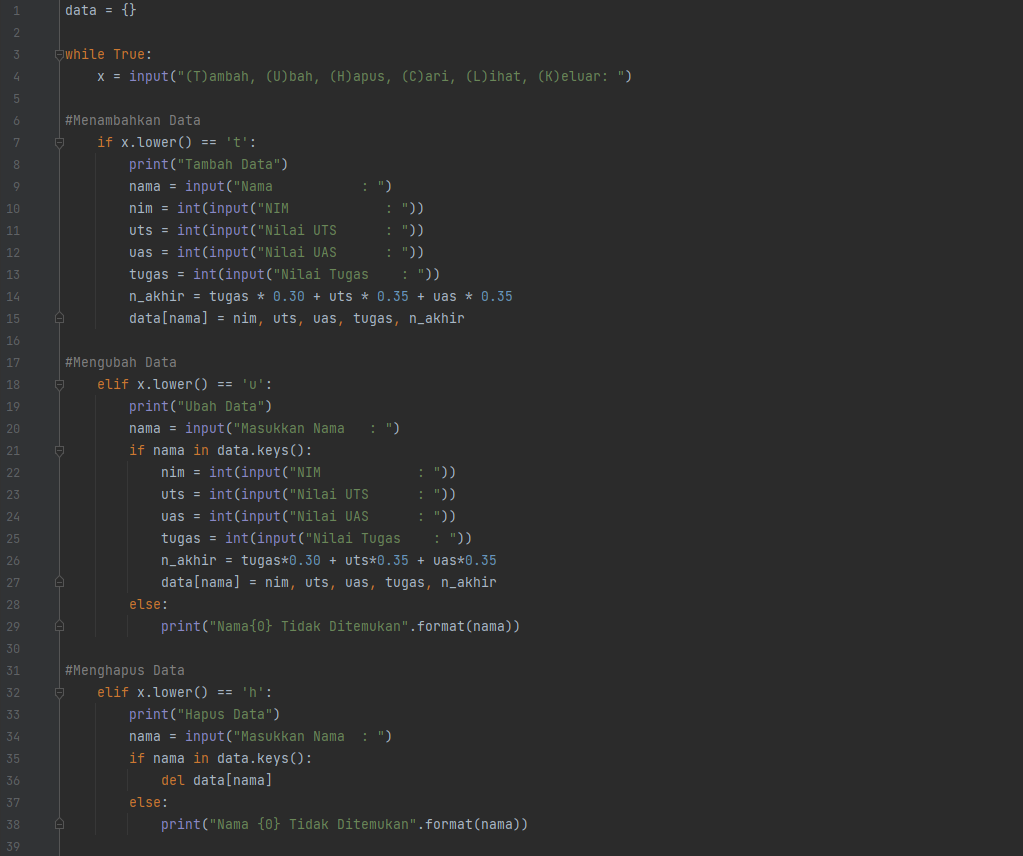 1 data = {}
2
3 while True:
4     x = input("(T)ambah, (U)bah, (H)apus, (C)ari, (L)ihat, (K)eluar: ")
5
6 #Menambahkan Data
7     if x.lower() == 't':
8         print("Tambah Data")
9         nama = input("Nama           : ")
10         nim = int(input("NIM            : "))
11         uts = int(input("Nilai UTS      : "))
12         uas = int(input("Nilai UAS      : "))
13         tugas = int(input("Nilai Tugas    : "))
14         n_akhir = tugas * 0.30 + uts * 0.35 + uas * 0.35
15         data[nama] = nim, uts, uas, tugas, n_akhir
16
17 #Mengubah Data
18     elif x.lower() == 'u':
19         print("Ubah Data")
20         nama = input("Masukkan Nama   : ")
21         if nama in data.keys():
22             nim = int(input("NIM            : "))
23             uts = int(input("Nilai UTS      : "))
24             uas = int(input("Nilai UAS      : "))
25             tugas = int(input("Nilai Tugas    : "))
26             n_akhir = tugas*0.30 + uts*0.35 + uas*0.35
27             data[nama] = nim, uts, uas, tugas, n_akhir
28         else:
29             print("Nama{0} Tidak Ditemukan".format(nama))
30
31 #Menghapus Data
32     elif x.lower() == 'h':
33         print("Hapus Data")
34         nama = input("Masukkan Nama  : ")
35         if nama in data.keys():
36             del data[nama]
37         else:
38             print("Nama {0} Tidak Ditemukan".format(nama))
39